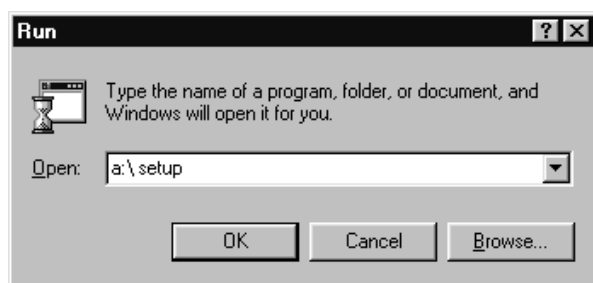 Run
Type the name of a program, folder, or document, and
Windows will open it for you.
Open: a:\ setup
OK Cancel Browse...